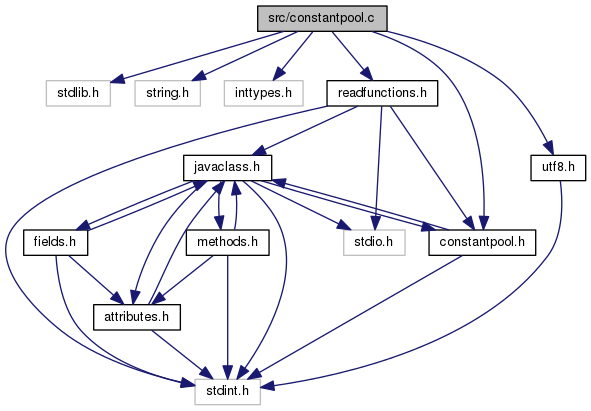 src/constantpool.c
stdlib.h
string.h
inttypes.h
readfunctions.h
javaclass.h
utf8.h
fields.h
methods.h
stdio.h
constantpool.h
attributes.h
stdint.h